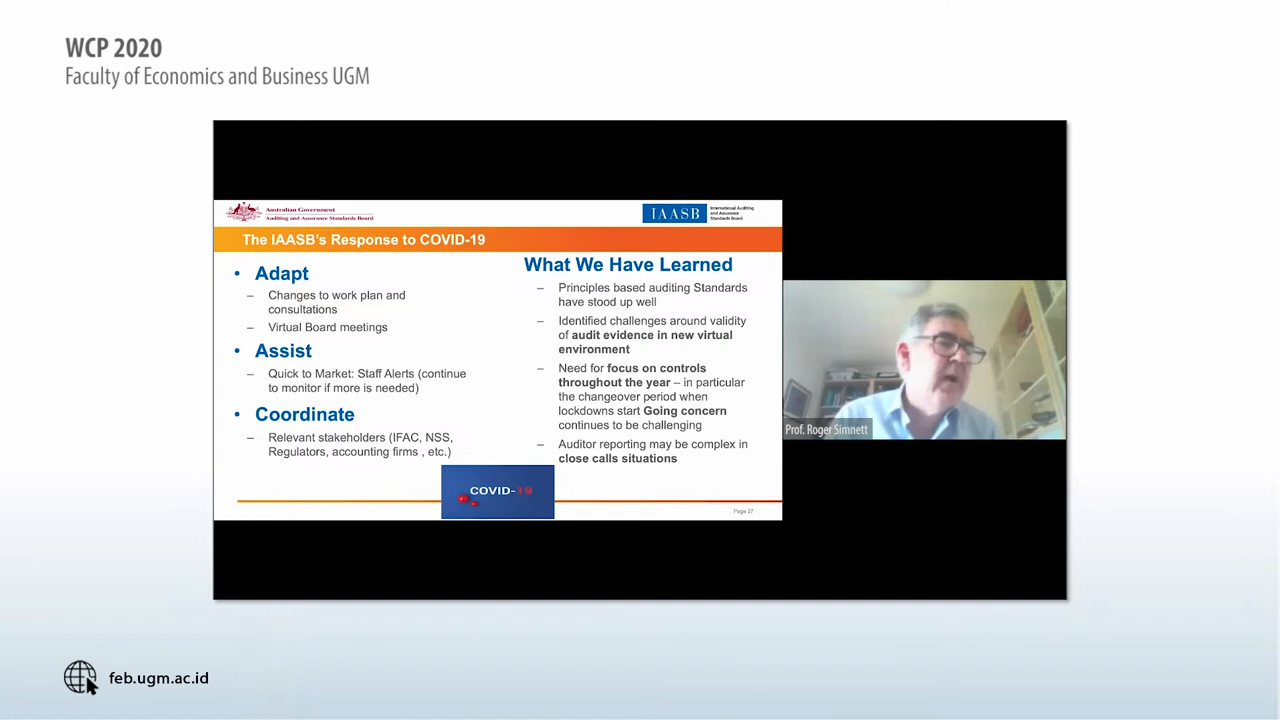 WCP 2020
Faculty of Economics and Business UGM
Australian Government
Auditing and Assurance Standards Board
IAASB
International Auditing
and Assurance
Standards Board
The IAASB's Response to COVID-19
• Adapt
– Changes to work plan and
consultations
– Virtual Board meetings
• Assist
– Quick to Market: Staff Alerts (continue
to monitor if more is needed)
• Coordinate
– Relevant stakeholders (IFAC, NSS,
Regulators, accounting firms , etc.)
What We Have Learned
– Principles based auditing Standards
have stood up well
– Identified challenges around validity
of audit evidence in new virtual
environment
– Need for focus on controls
throughout the year – in particular
the changeover period when
lockdowns start Going concern
continues to be challenging
– Auditor reporting may be complex in
close calls situations
COVID-19
Page 27
Prof. Roger Simnett
feb.ugm.ac.id